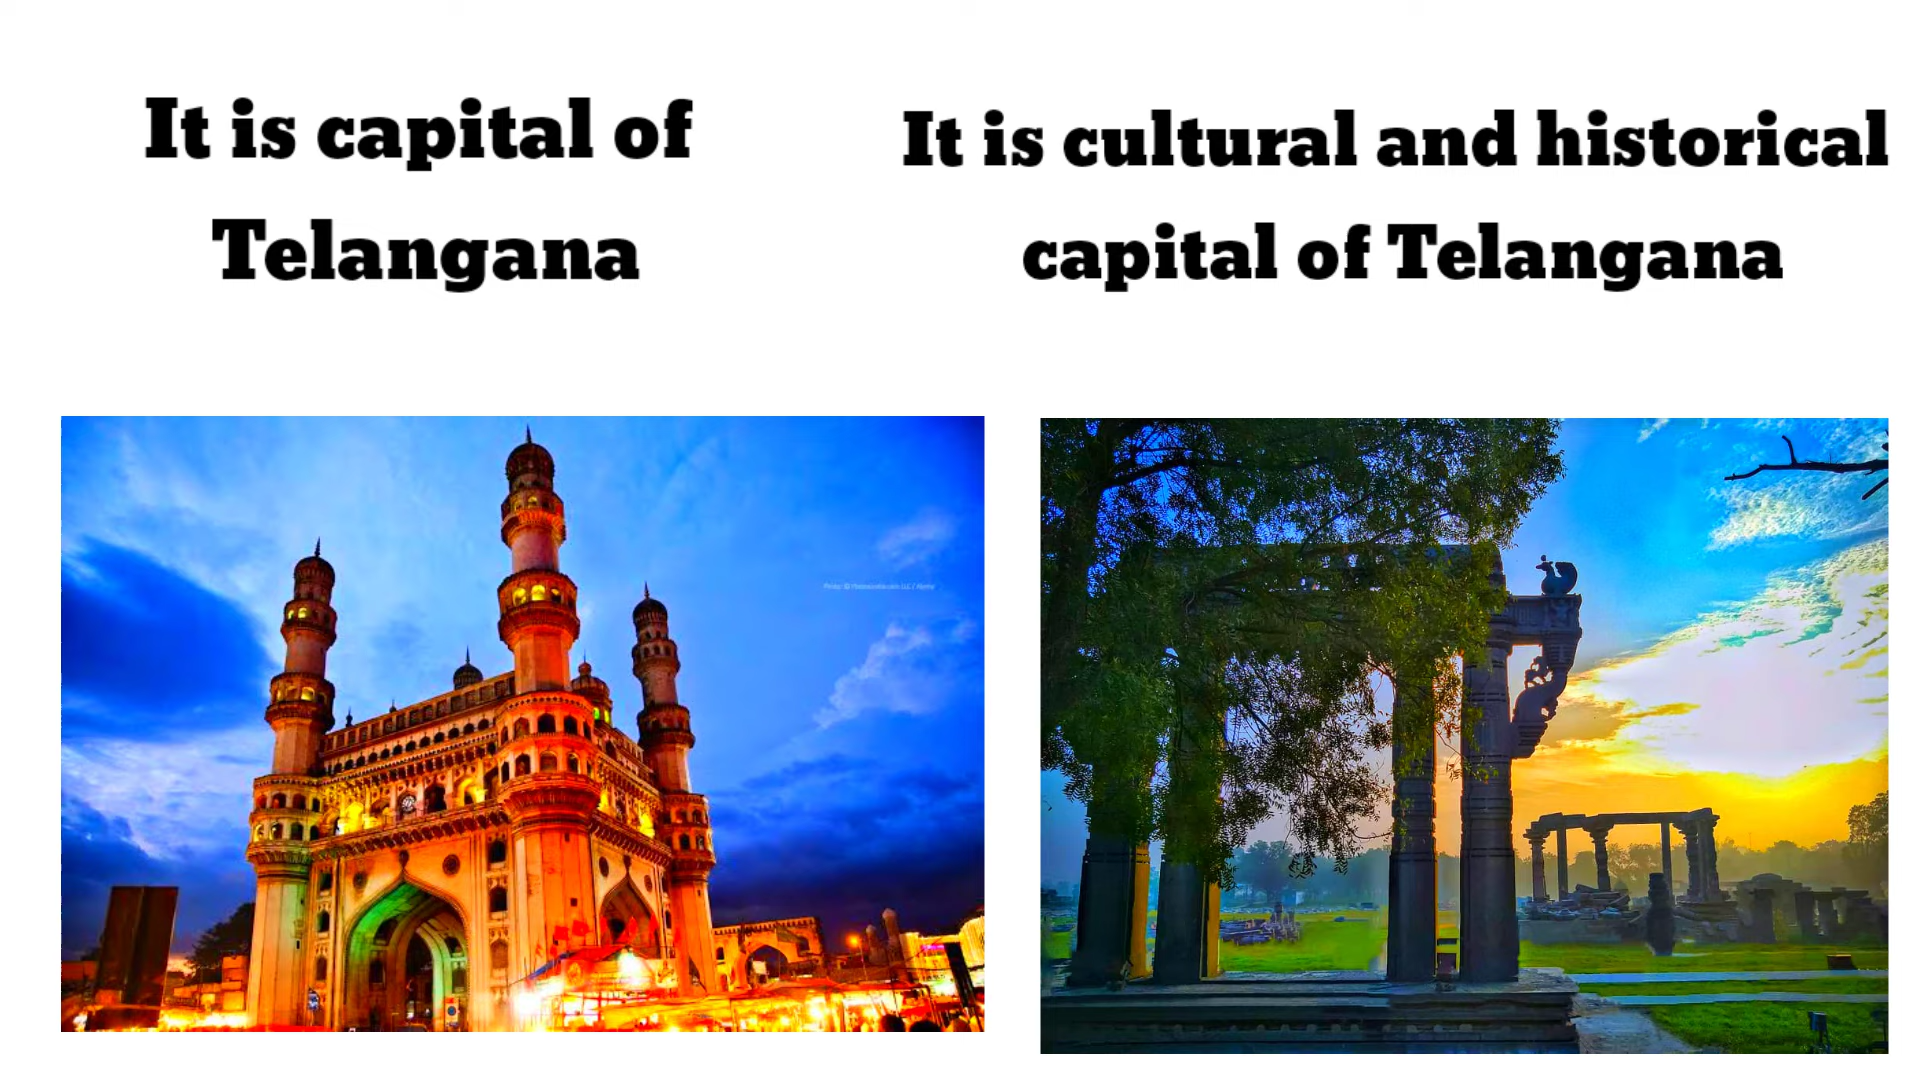 It is capital of
Telangana
It is cultural and historical
capital of Telangana